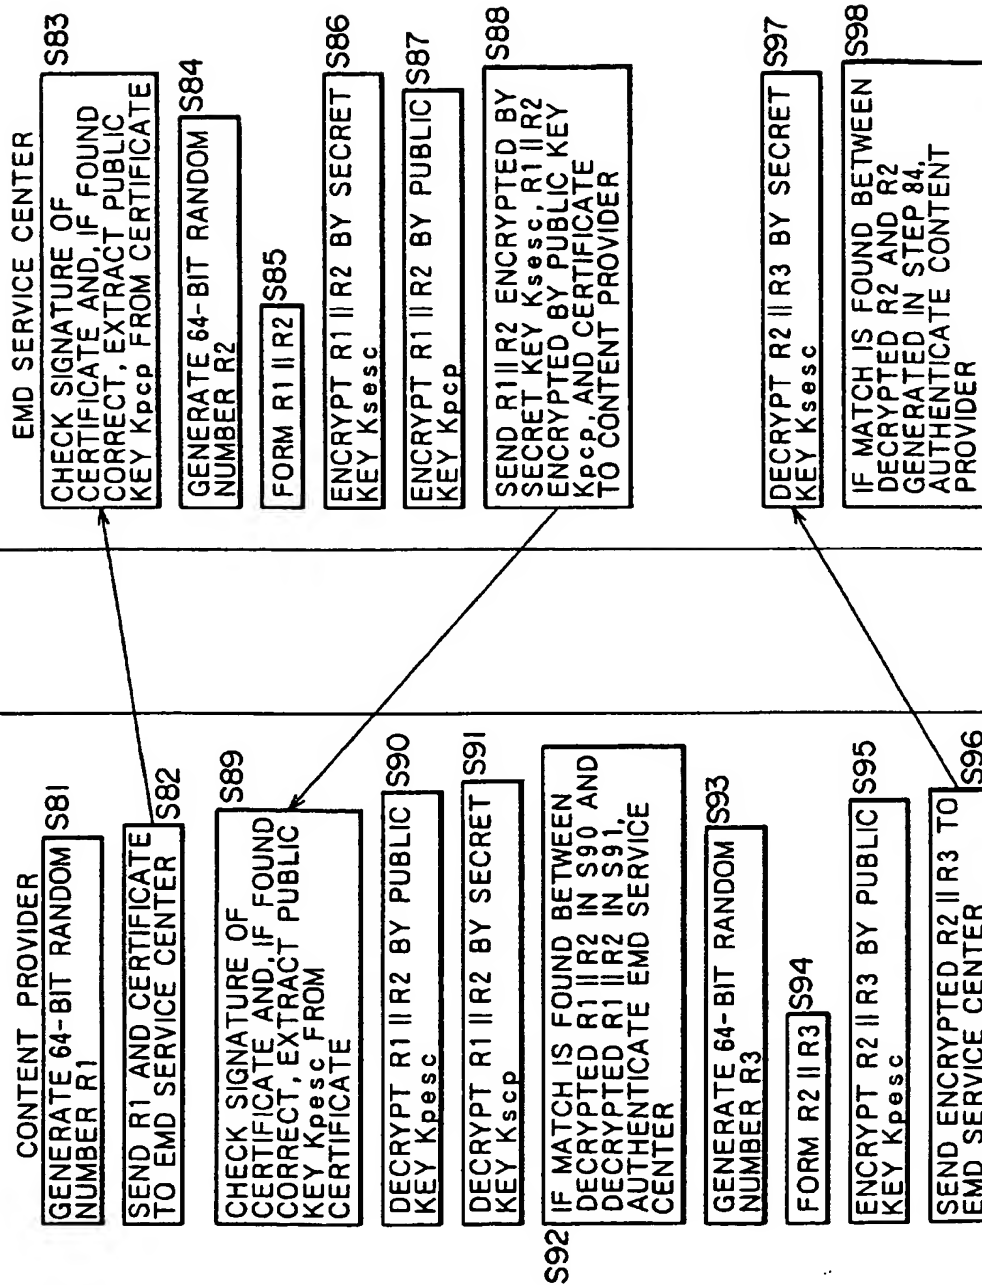 CONTENT PROVIDER
GENERATE 64-BIT RANDOM
NUMBER R1
S81
SEND R1 AND CERTIFICATE
TO EMD SERVICE CENTER
S82
EMD SERVICE CENTER
CHECK SIGNATURE OF
CERTIFICATE AND, IF FOUND
CORRECT, EXTRACT PUBLIC
KEY Kpcp FROM CERTIFICATE
S83
GENERATE 64-BIT RANDOM
NUMBER R2
S84
FORM R1 || R2
S85
ENCRYPT R1 || R2 BY SECRET
KEY Ksesc
S86
ENCRYPT R1 || R2 BY PUBLIC
KEY Kpcp
S87
SEND R1 || R2 ENCRYPTED BY
SECRET KEY Ksesc, R1 || R2
ENCRYPTED BY PUBLIC KEY
Kpcp, AND CERTIFICATE
TO CONTENT PROVIDER
S88
CHECK SIGNATURE OF
CERTIFICATE AND, IF FOUND
CORRECT, EXTRACT PUBLIC
KEY Kpesc FROM
CERTIFICATE
S89
DECRYPT R1 || R2 BY PUBLIC
KEY Kpesc
S90
DECRYPT R1 || R2 BY SECRET
KEY Kscp
S91
S92
IF MATCH IS FOUND BETWEEN
DECRYPTED R1 || R2 IN S90 AND
DECRYPTED R1 || R2 IN S91,
AUTHENTICATE EMD SERVICE
CENTER
GENERATE 64-BIT RANDOM
NUMBER R3
S93
FORM R2 || R3
S94
ENCRYPT R2 || R3 BY PUBLIC
KEY Kpesc
S95
SEND ENCRYPTED R2 || R3 TO
EMD SERVICE CENTER
S96
DECRYPT R2 || R3 BY SECRET
KEY Ksesc
S97
IF MATCH IS FOUND BETWEEN
DECRYPTED R2 AND R2
GENERATED IN STEP 84,
AUTHENTICATE CONTENT
PROVIDER
S98